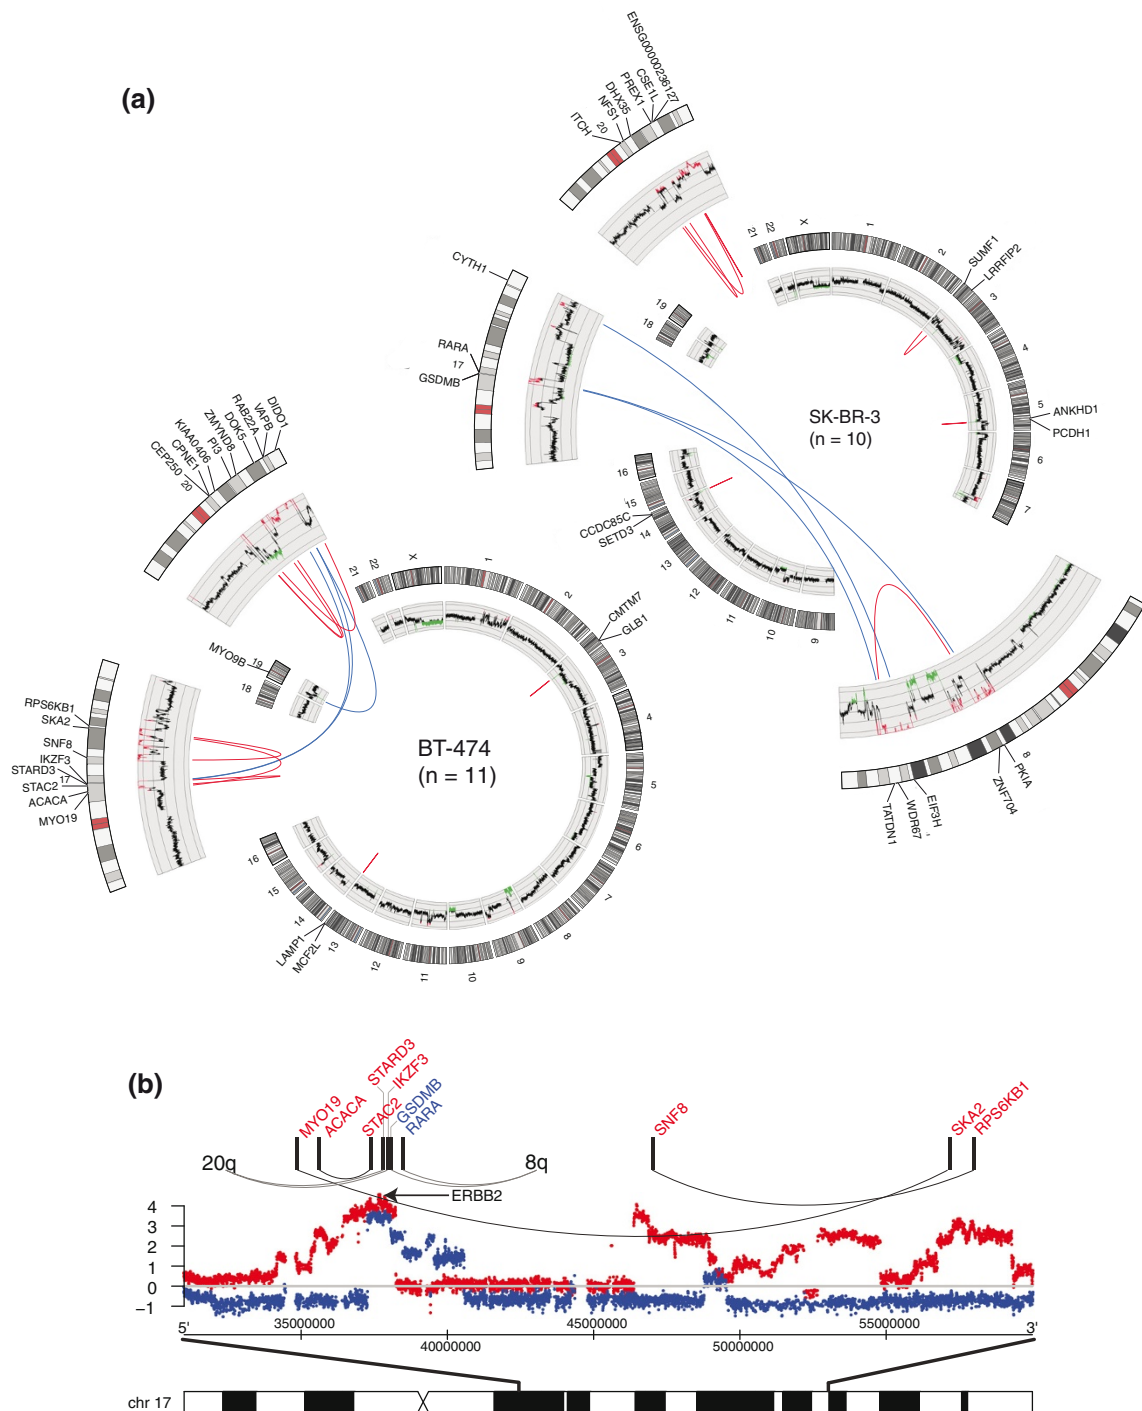 (a)
ENSG00000236127
CSE1L
PREX1
DHX35
NFS1
20
ITCH
CYTH1
RARA
17
GSDMB
19
18
21
22
X
1
2
SUMF1
LRRFIP2
3
4
5
ANKHD1
PCDH1
6
7
SK-BR-3
(n = 10)
16
15
CCDC85C
SETD3
14
13
12
11
10
9
8
PKIA
ZNF704
EIF3H
WDR67
TATDN1
DIDO1
VAPB
RAB22A
DOK5
ZMYND8
PI3
KIAA0406
CPNE1
CEP250
20
MYO9B
19
18
RPS6KB1
SKA2
SNF8
IKZF3
STARD3
17
STAC2
ACACA
MYO19
21
22
X
1
2
CMTM7
GLB1
3
4
5
6
7
8
9
10
11
12
13
MCF2L
LAMP1
14
15
16
BT-474
(n = 11)
(b)
MYO19
ACACA
STAC2
STARD3
IKZF3
GSDMB
RARA
SNF8
SKA2
RPS6KB1
20q
8q
ERBB2
4
3
2
1
0
−1
5'
35000000
40000000
45000000
50000000
55000000
3'
chr 17